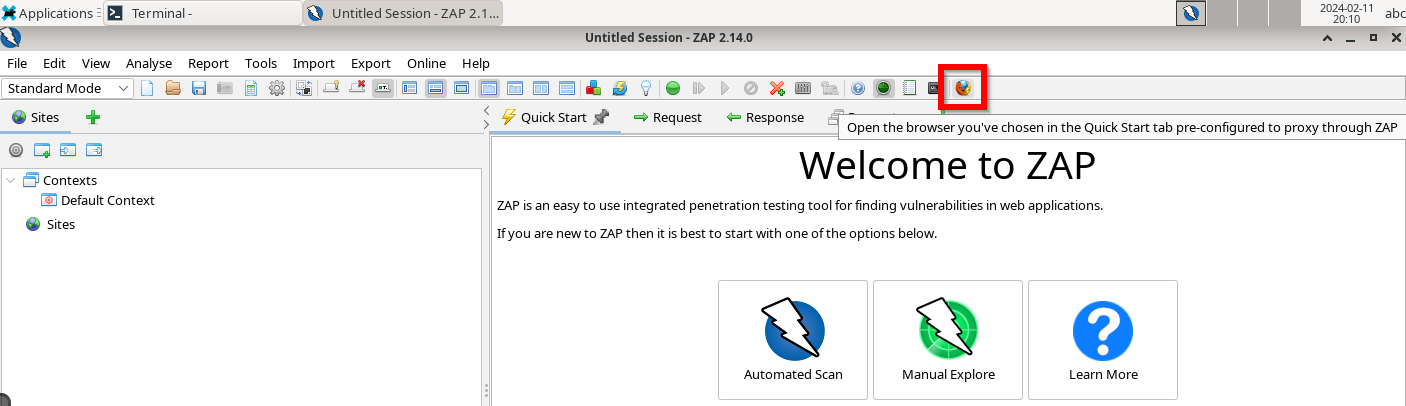 Applications
Terminal -
Untitled Session - ZAP 2.1...
2024-02-11
20:10
abc
Untitled Session - ZAP 2.14.0
File Edit View Analyse Report Tools Import Export Online Help
Standard Mode
Sites
Quick Start
Request
Response
Open the browser you've chosen in the Quick Start tab pre-configured to proxy through ZAP
Contexts
Default Context
Sites
Welcome to ZAP
ZAP is an easy to use integrated penetration testing tool for finding vulnerabilities in web applications.
If you are new to ZAP then it is best to start with one of the options below.
Automated Scan
Manual Explore
Learn More